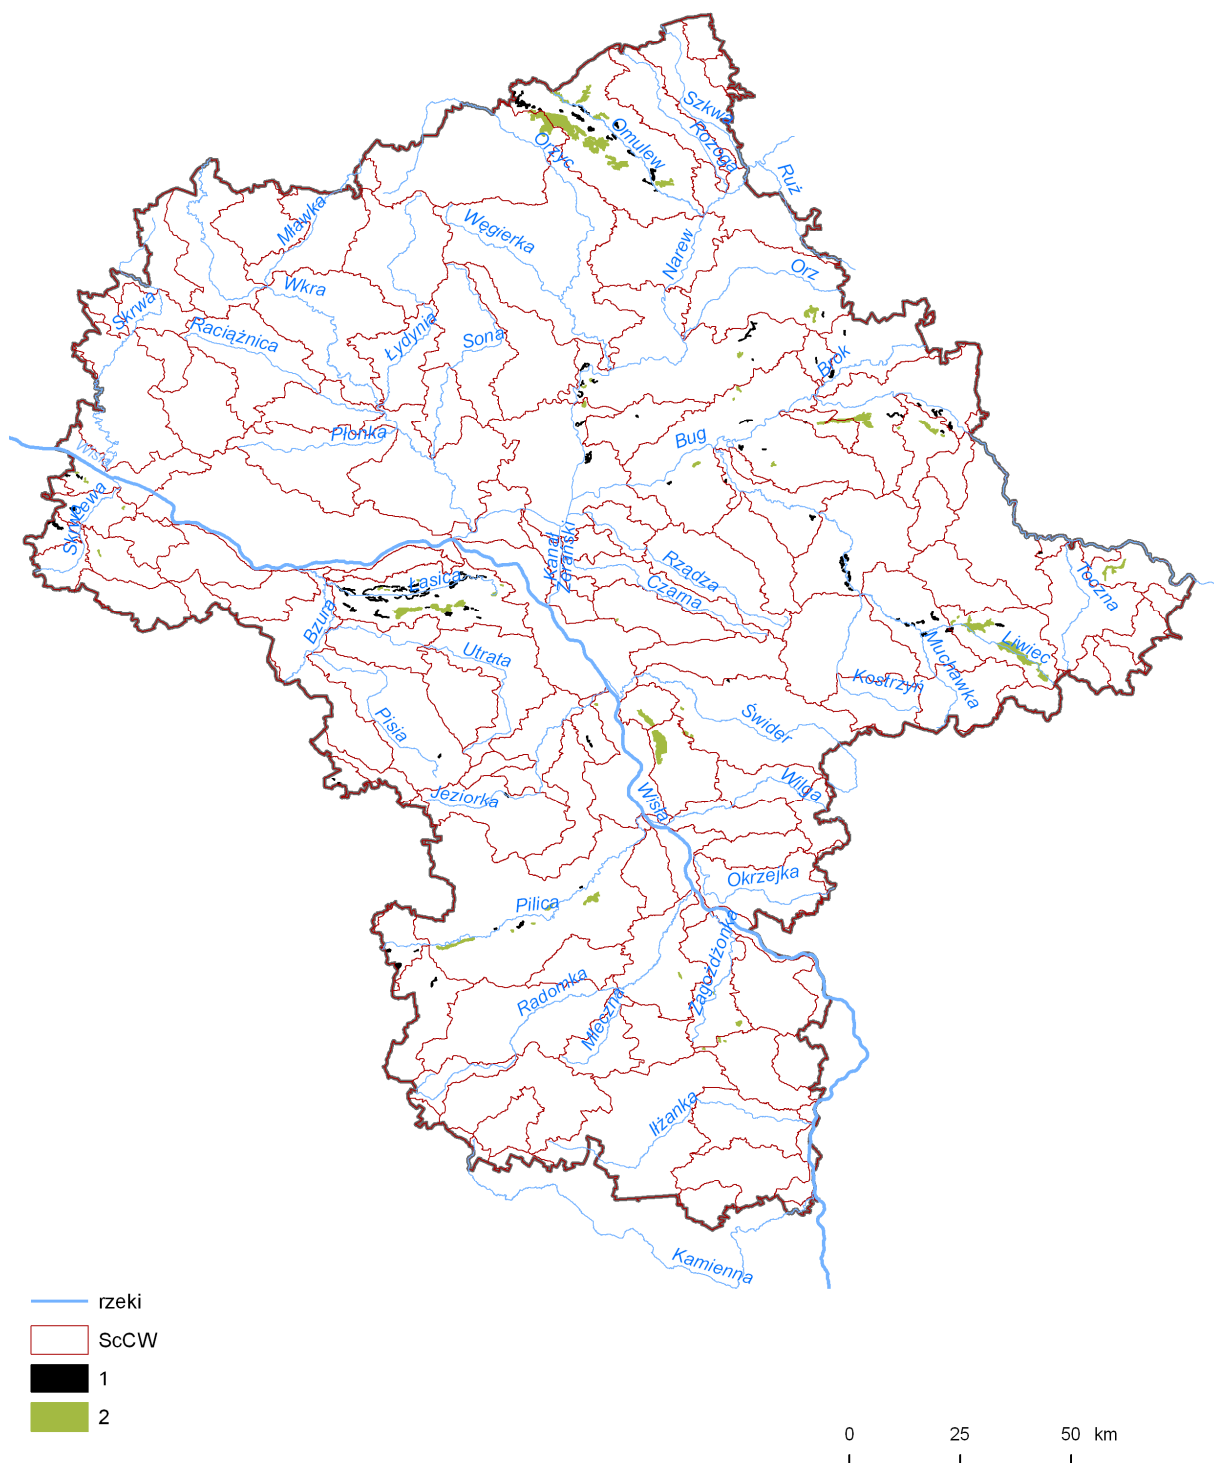 Szkwa
Rozoga
Omulew
Orzyc
Ruż
Mławka
Węgierka
Narew
Orz
Wkra
Skrwa
Raciążnica
Łydynia
Sona
Brok
Płonka
Bug
Wisła
Skrwa Lewa
Kanał
Żerański
Rządza
Czarna
Łasica
Bzura
Toczna
Utrata
Liwiec
Muchawka
Kostrzyń
Pisia
Świder
Wilga
Jeziorka
Wisła
Okrzejka
Pilica
Zagożdżonka
Radomka
Mleczna
Iłżanka
Kamienna
rzeki
ScCW
1
2
0 25 50 km